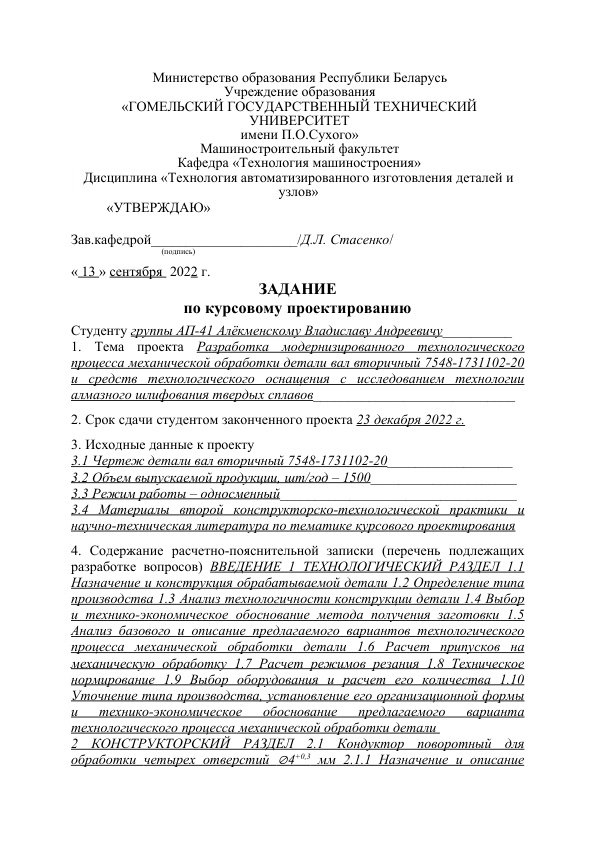 Министерство образования Республики Беларусь
Учреждение образования
«ГОМЕЛЬСКИЙ ГОСУДАРСТВЕННЫЙ ТЕХНИЧЕСКИЙ
УНИВЕРСИТЕТ
имени П.О.Сухого»
Машиностроительный факультет
Кафедра «Технология машиностроения»
Дисциплина «Технология автоматизированного изготовления деталей и
узлов»
«УТВЕРЖДАЮ»
Зав.кафедрой_____________________/Д.Л. Стасенко/
(подпись)
« 13 » сентября 2022 г.
ЗАДАНИЕ
по курсовому проектированию
Студенту группы АП-41 Алёкменскому Владиславу Андреевичу__________
1. Тема проекта Разработка модернизированного технологического
процесса механической обработки детали вал вторичный 7548-1731102-20
и средств технологического оснащения с исследованием технологии
алмазного шлифования твердых сплавов_____________________________
2. Срок сдачи студентом законченного проекта 23 декабря 2022 г.
3. Исходные данные к проекту
3.1 Чертеж детали вал вторичный 7548-1731102-20__________________
3.2 Объем выпускаемой продукции, шт/год – 1500_____________________
3.3 Режим работы – односменный__________________________________
3.4 Материалы второй конструкторско-технологической практики и
научно-техническая литература по тематике курсового проектирования
4. Содержание расчетно-пояснительной записки (перечень подлежащих
разработке вопросов) ВВЕДЕНИЕ 1 ТЕХНОЛОГИЧЕСКИЙ РАЗДЕЛ 1.1
Назначение и конструкция обрабатываемой детали 1.2 Определение типа
производства 1.3 Анализ технологичности конструкции детали 1.4 Выбор
и технико-экономическое обоснование метода получения заготовки 1.5
Анализ базового и описание предлагаемого вариантов технологического
процесса механической обработки детали 1.6 Расчет припусков на
механическую обработку 1.7 Расчет режимов резания 1.8 Техническое
нормирование 1.9 Выбор оборудования и расчет его количества 1.10
Уточнение типа производства, установление его организационной формы
и технико-экономическое обоснование предлагаемого варианта
технологического процесса механической обработки детали
2 КОНСТРУКТОРСКИЙ РАЗДЕЛ 2.1 Кондуктор поворотный для
обработки четырех отверстий ∅4⁺⁰,³ мм 2.1.1 Назначение и описание